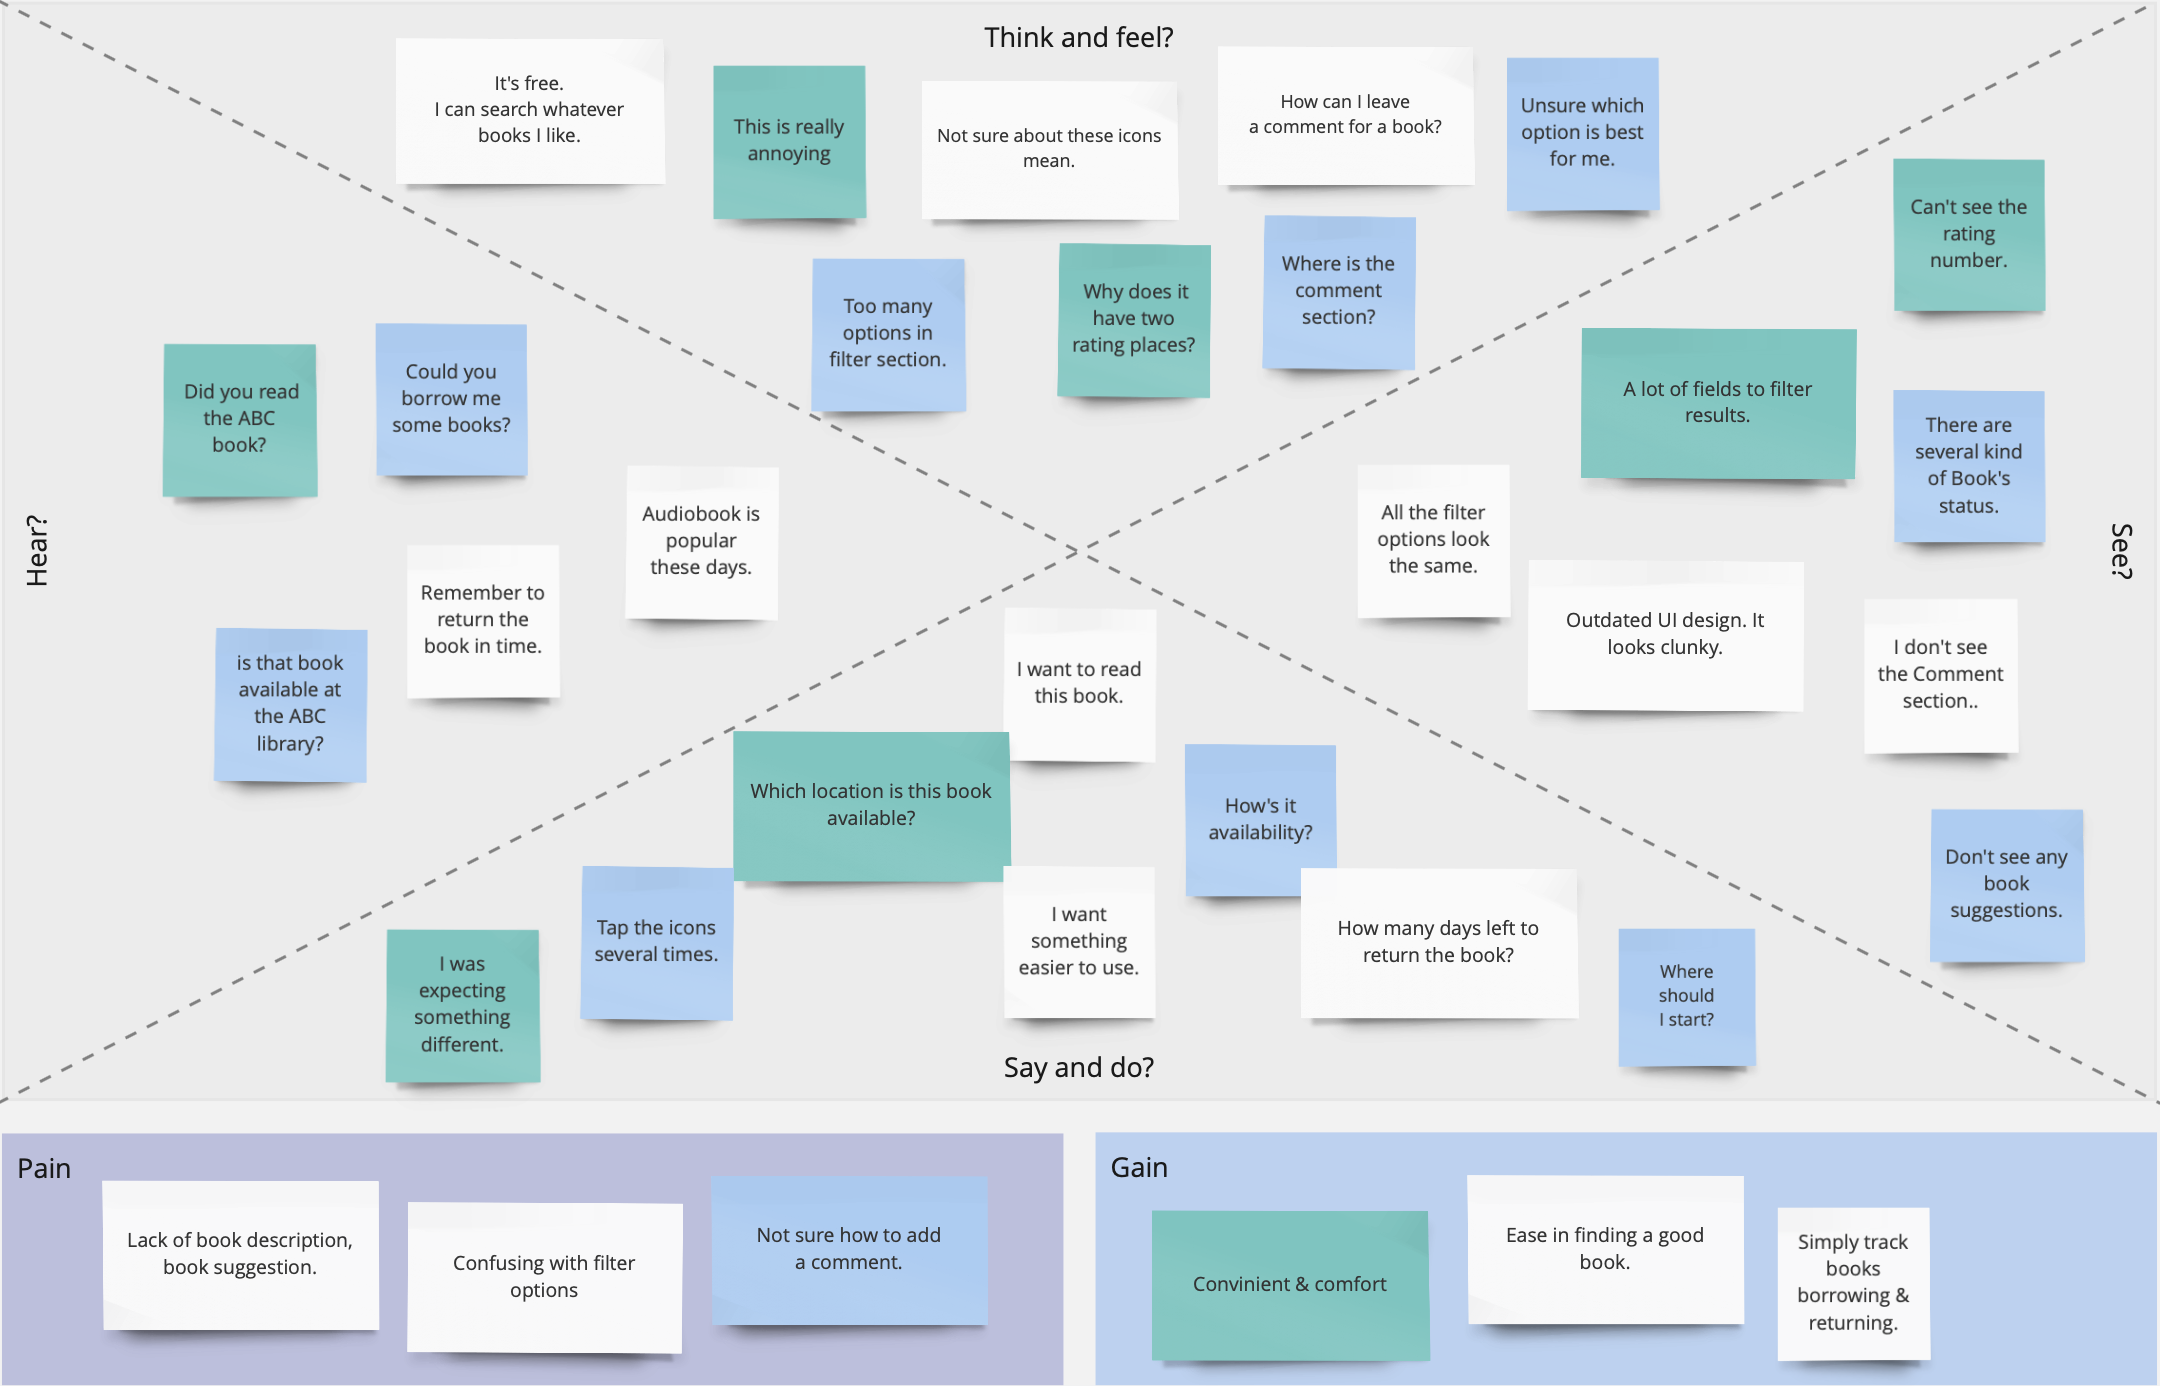 Think and feel?
It's free.
I can search whatever
books I like.
This is really
annoying
Not sure about these icons
mean.
How can I leave
a comment for a book?
Unsure which
option is best
for me.
Too many
options in
filter section.
Why does it
have two
rating places?
Where is the
comment
section?
Hear?
Did you read
the ABC
book?
Could you
borrow me
some books?
Audiobook is
popular
these days.
Remember to
return the
book in time.
is that book
available at
the ABC
library?
See?
Can't see the
rating
number.
A lot of fields to filter
results.
There are
several kind
of Book's
status.
All the filter
options look
the same.
Outdated UI design. It
looks clunky.
I don't see
the Comment
section..
Don't see any
book
suggestions.
Say and do?
I want to read
this book.
Which location is this book
available?
How's it
availability?
Tap the icons
several times.
I was
expecting
something
different.
I want
something
easier to use.
How many days left to
return the book?
Where
should
I start?
Pain
Lack of book description,
book suggestion.
Confusing with filter
options
Not sure how to add
a comment.
Gain
Convinient & comfort
Ease in finding a good
book.
Simply track
books
borrowing &
returning.